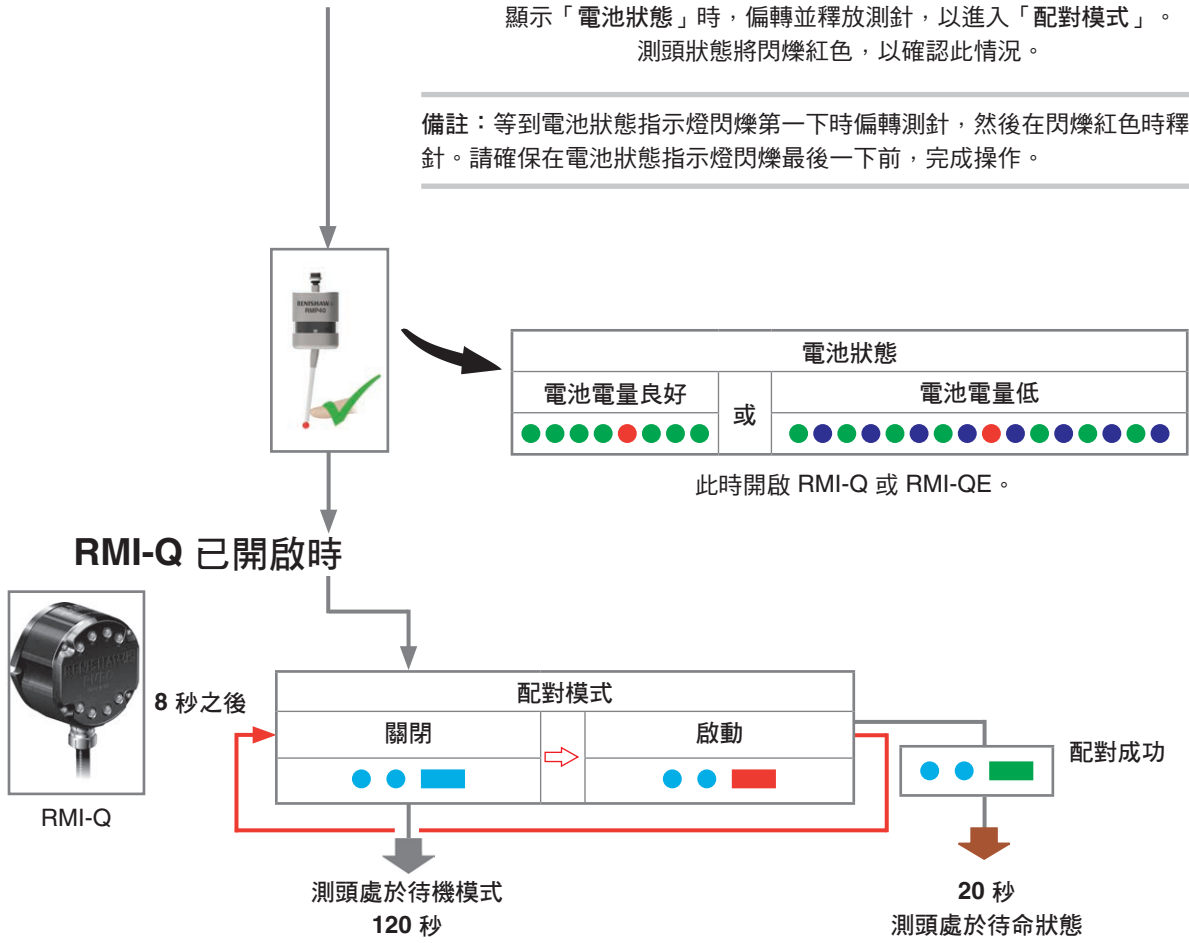 顯示「電池狀態」時，偏轉並釋放測針，以進入「配對模式」。
測頭狀態將閃爍紅色，以確認此情況。
備註：等到電池狀態指示燈閃爍第一下時偏轉測針，然後在閃爍紅色時釋
針。請確保在電池狀態指示燈閃爍最後一下前，完成操作。
RENISHAW
RMP40
電池狀態
電池電量良好
或
電池電量低
此時開啟 RMI-Q 或 RMI-QE。
RMI-Q 已開啟時
8 秒之後
配對模式
關閉
啟動
配對成功
RMI-Q
測頭處於待機模式
120 秒
20 秒
測頭處於待命狀態